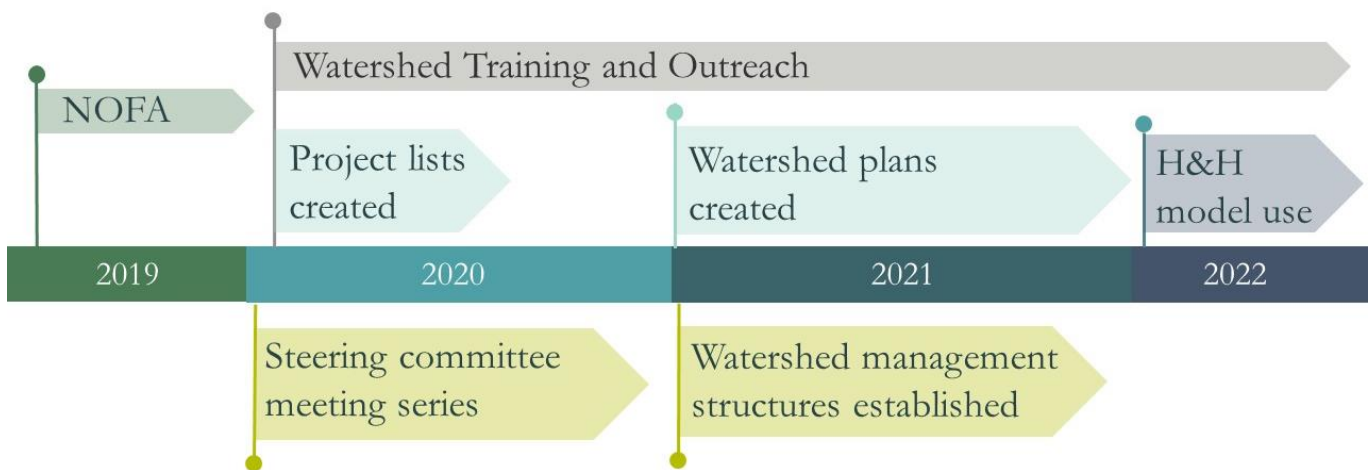 Watershed Training and Outreach
NOFA
Project lists
created
Watershed plans
created
H&H
model use
2019
2020
2021
2022
Steering committee
meeting series
Watershed management
structures established